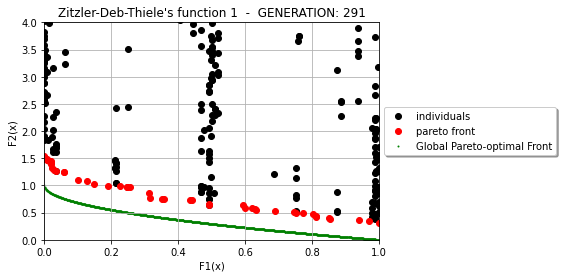 Zitzler-Deb-Thiele's function 1 - GENERATION: 291
4.0
3.5
3.0
2.5
2.0
1.5
1.0
0.5
0.0
F2(x)
0.0 0.2 0.4 0.6 0.8 1.0
F1(x)
individuals
pareto front
Global Pareto-optimal Front